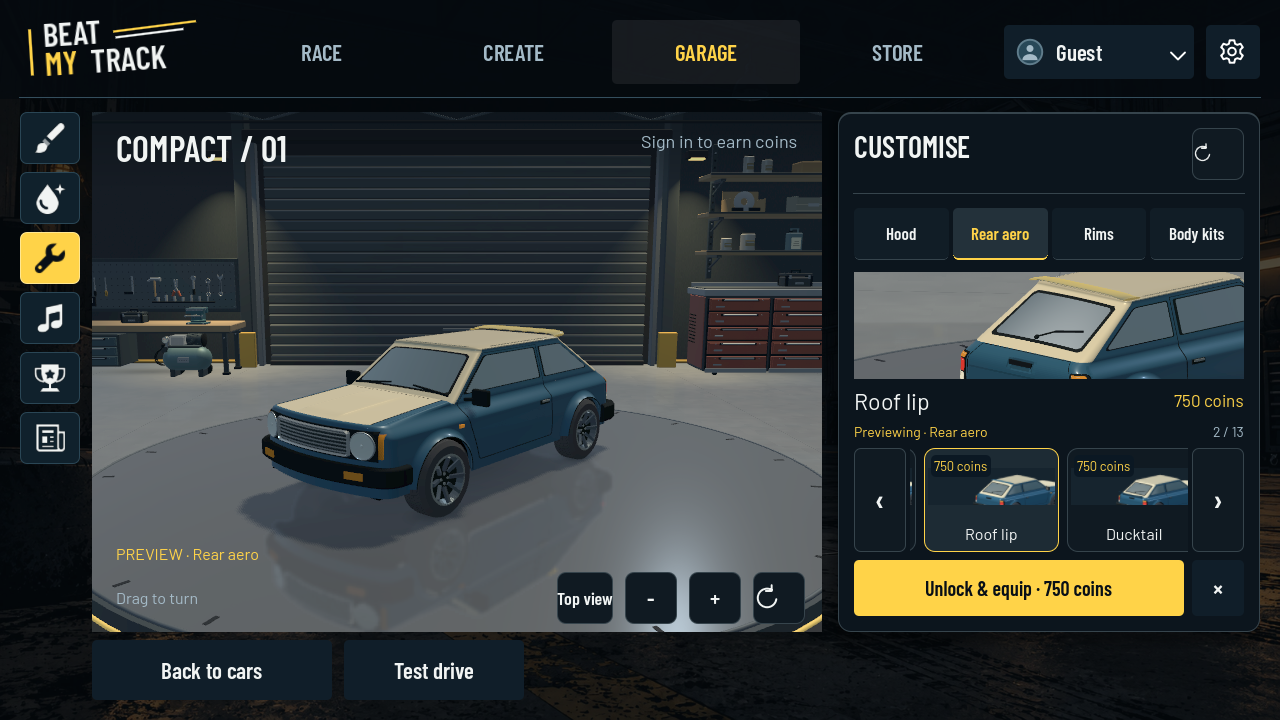 BEAT
MY TRACK
RACE
CREATE
GARAGE
STORE
Guest
COMPACT / 01
Sign in to earn coins
PREVIEW · Rear aero
Drag to turn
Top view
-
+
Back to cars
Test drive
CUSTOMISE
Hood
Rear aero
Rims
Body kits
Roof lip
750 coins
Previewing · Rear aero
2 / 13
750 coins
Roof lip
750 coins
Ducktail
Unlock & equip · 750 coins
×